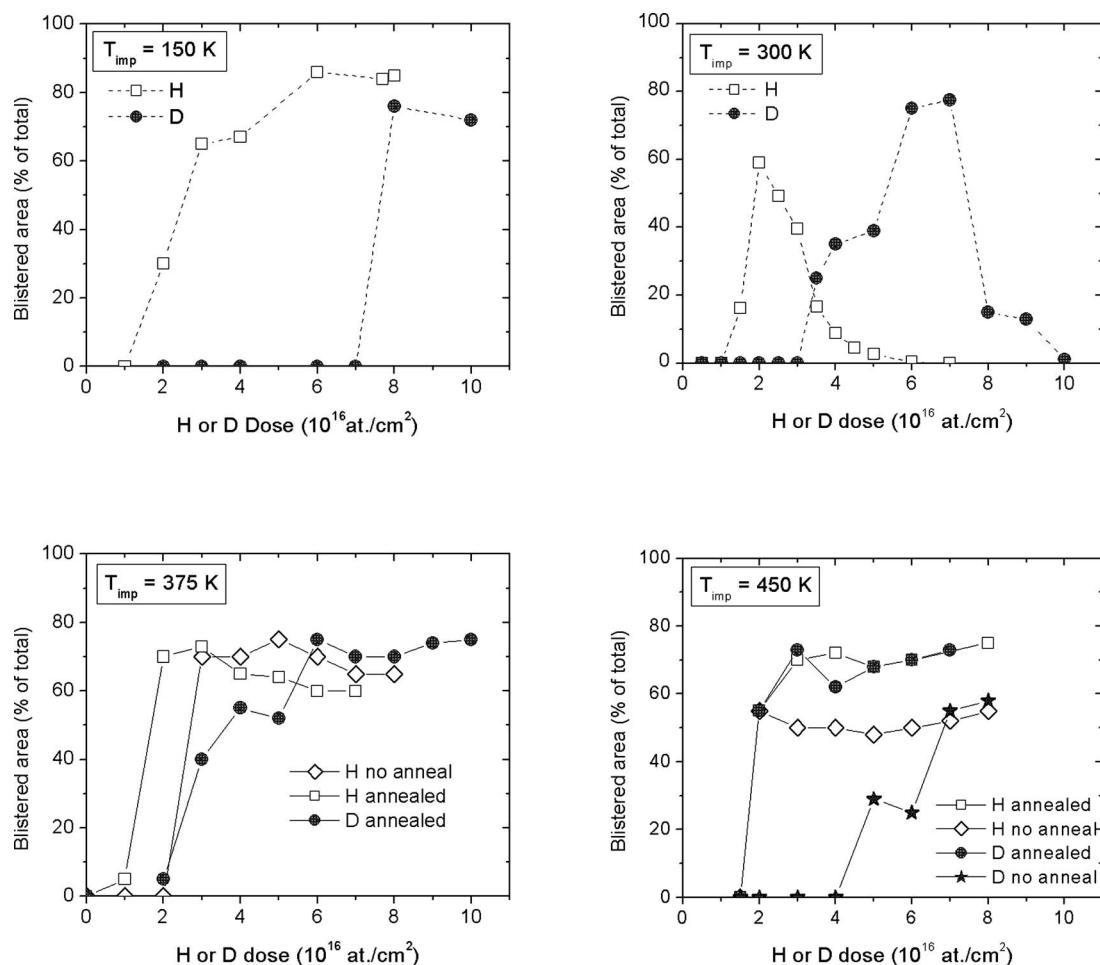 T_imp = 150 K
H
D
Blistered area (% of total)
100
80
60
40
20
0
0 2 4 6 8 10
H or D Dose (10^16 at./cm^2)
T_imp = 300 K
H
D
Blistered area (% of total)
100
80
60
40
20
0
0 2 4 6 8 10
H or D dose (10^16 at./cm^2)
T_imp = 375 K
Blistered area (% of total)
100
80
60
40
20
0
H no anneal
H annealed
D annealed
0 2 4 6 8 10
H or D dose (10^16 at./cm^2)
T_imp = 450 K
Blistered area (% of total)
100
80
60
40
20
0
H annealed
H no anneal
D annealed
D no anneal
0 2 4 6 8 10
H or D dose (10^16 at./cm^2)